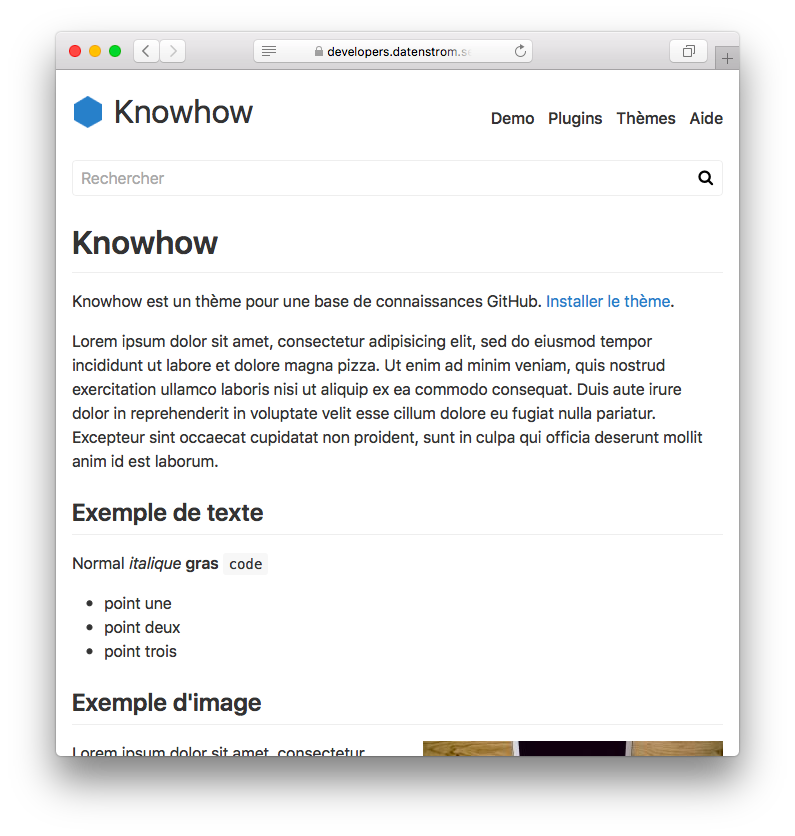 developers.datenstrom.se
Knowhow
Demo Plugins Thèmes Aide
Rechercher
Knowhow
Knowhow est un thème pour une base de connaissances GitHub. Installer le thème.
Lorem ipsum dolor sit amet, consectetur adipisicing elit, sed do eiusmod tempor
incididunt ut labore et dolore magna pizza. Ut enim ad minim veniam, quis nostrud
exercitation ullamco laboris nisi ut aliquip ex ea commodo consequat. Duis aute irure
dolor in reprehenderit in voluptate velit esse cillum dolore eu fugiat nulla pariatur.
Excepteur sint occaecat cupidatat non proident, sunt in culpa qui officia deserunt mollit
anim id est laborum.
Exemple de texte
Normal italique gras code
• point une
• point deux
• point trois
Exemple d'image
Lorem ipsum dolor sit amet, consectetur